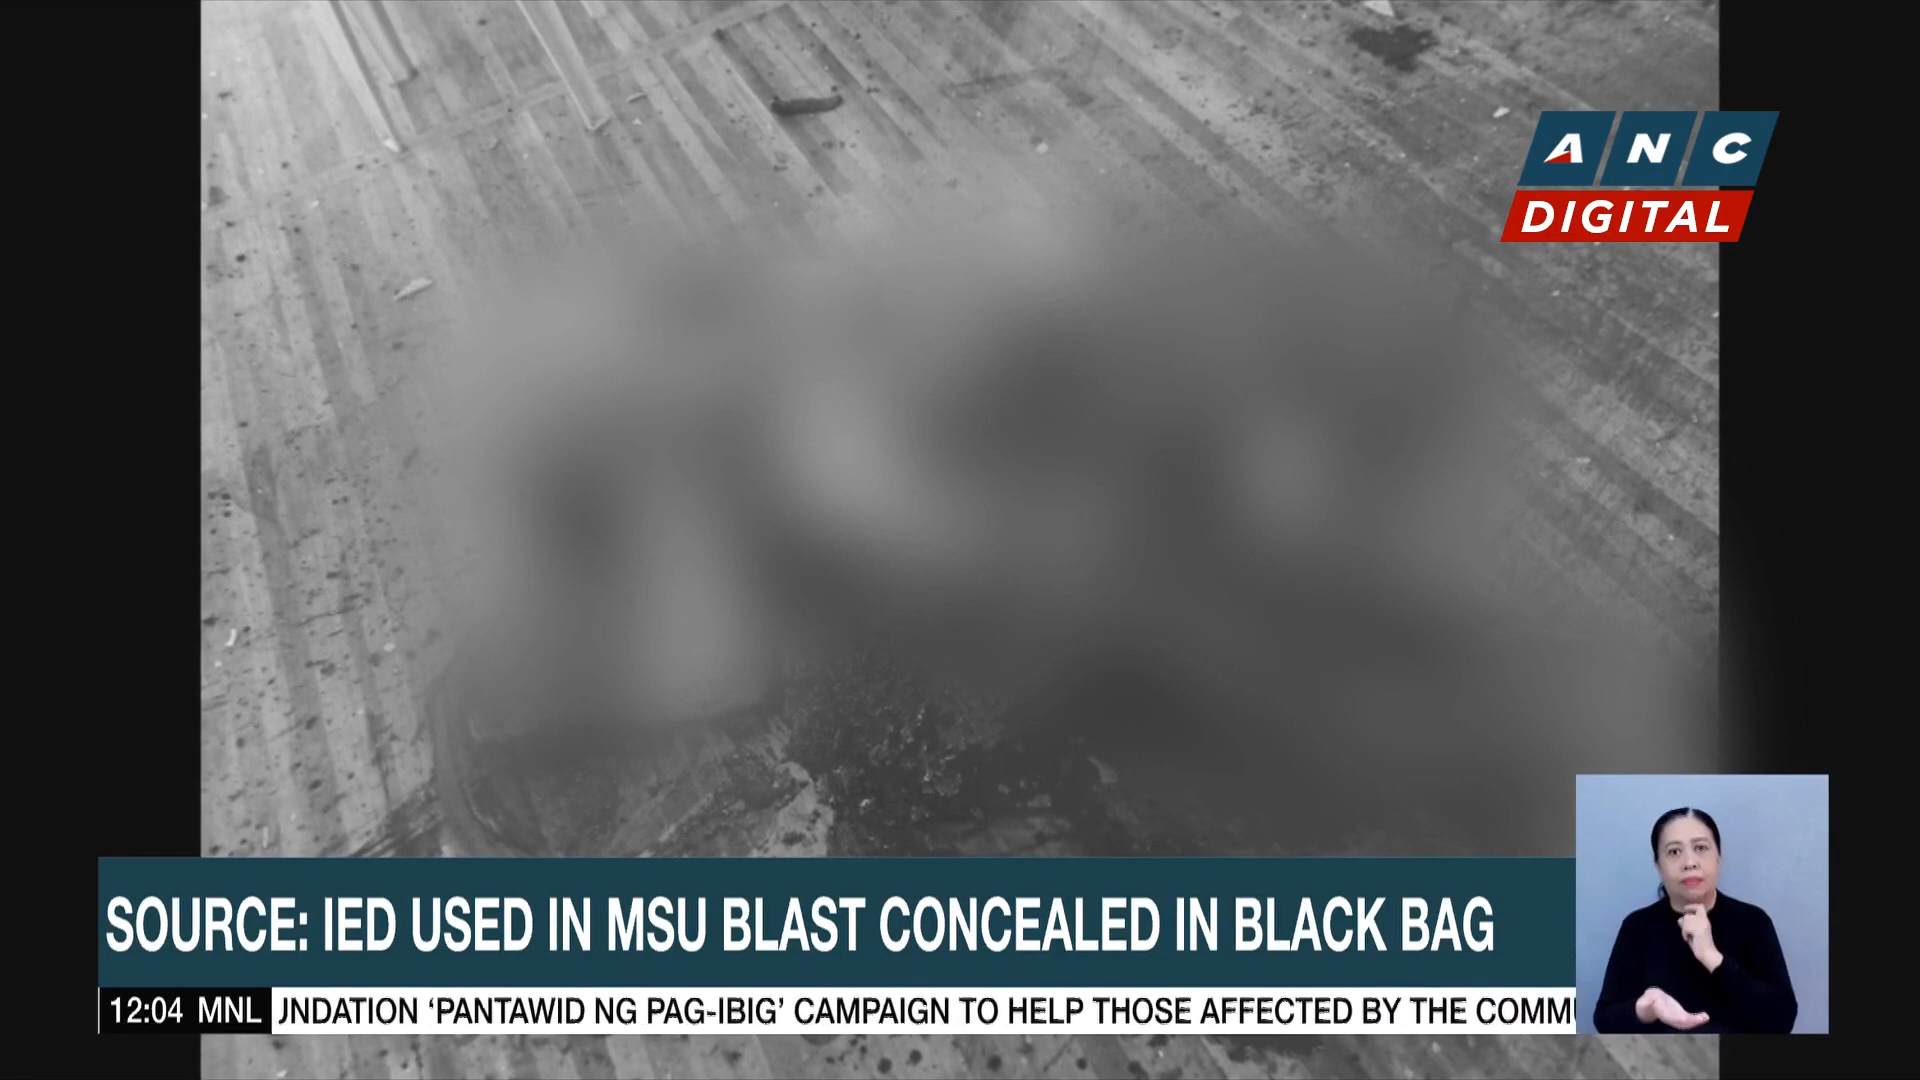 ANC
DIGITAL
SOURCE: IED USED IN MSU BLAST CONCEALED IN BLACK BAG
12:04 MNL
‘PANTAWID NG PAG-IBIG’ CAMPAIGN TO HELP THOSE AFFECTED BY THE